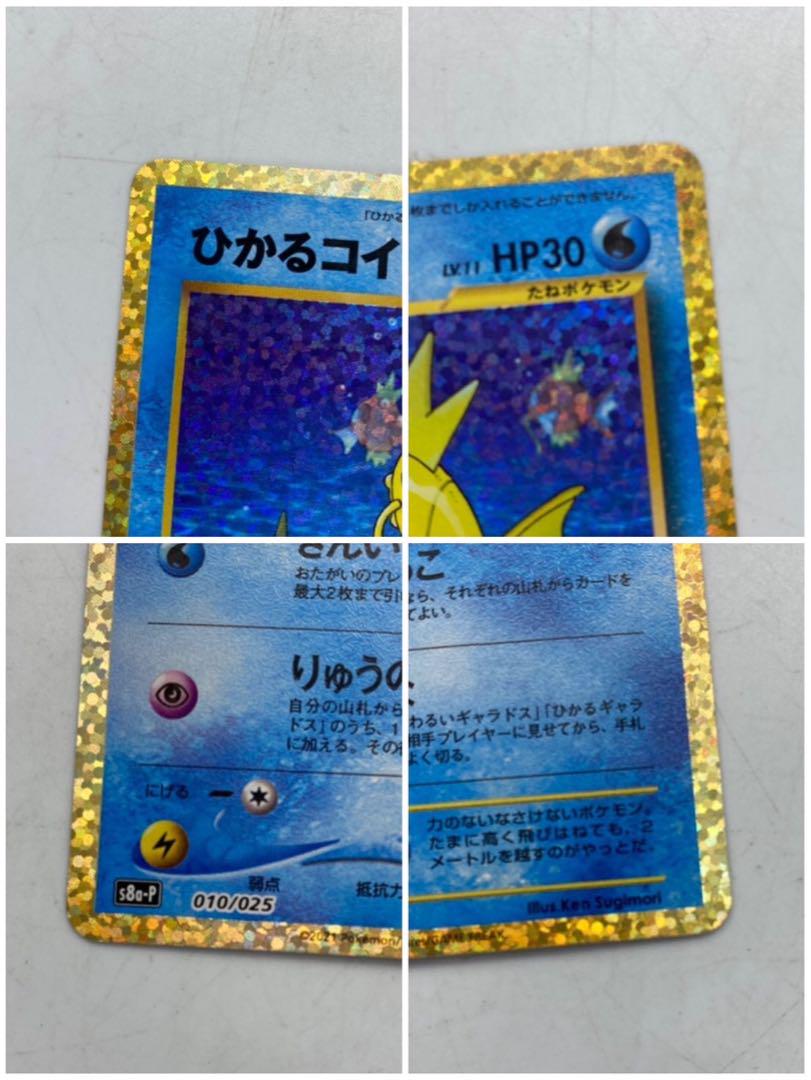 「ひかる
枚までしか入れることができません。
ひかるコイ
LV.11 HP30
たねポケモン
さんい
こ
おたがいのプレ
なら、それぞれの山札からカードを
最大2枚まで引
てよい。
りゅうの
自分の山札から
わるいギャラドス」「ひかるギャラ
ドス」のうち、1
相手プレイヤーに見せてから、手札
に加える。その
よく切る。
にげる
力のないなさけないポケモン。
たまに高く飛びはねても、2
メートルを越すのがやっとだ。
弱点
抵抗力
s8a-P
010/025
Illus. Ken Sugimori
©2021 Pokémon/
GAME FREAK.